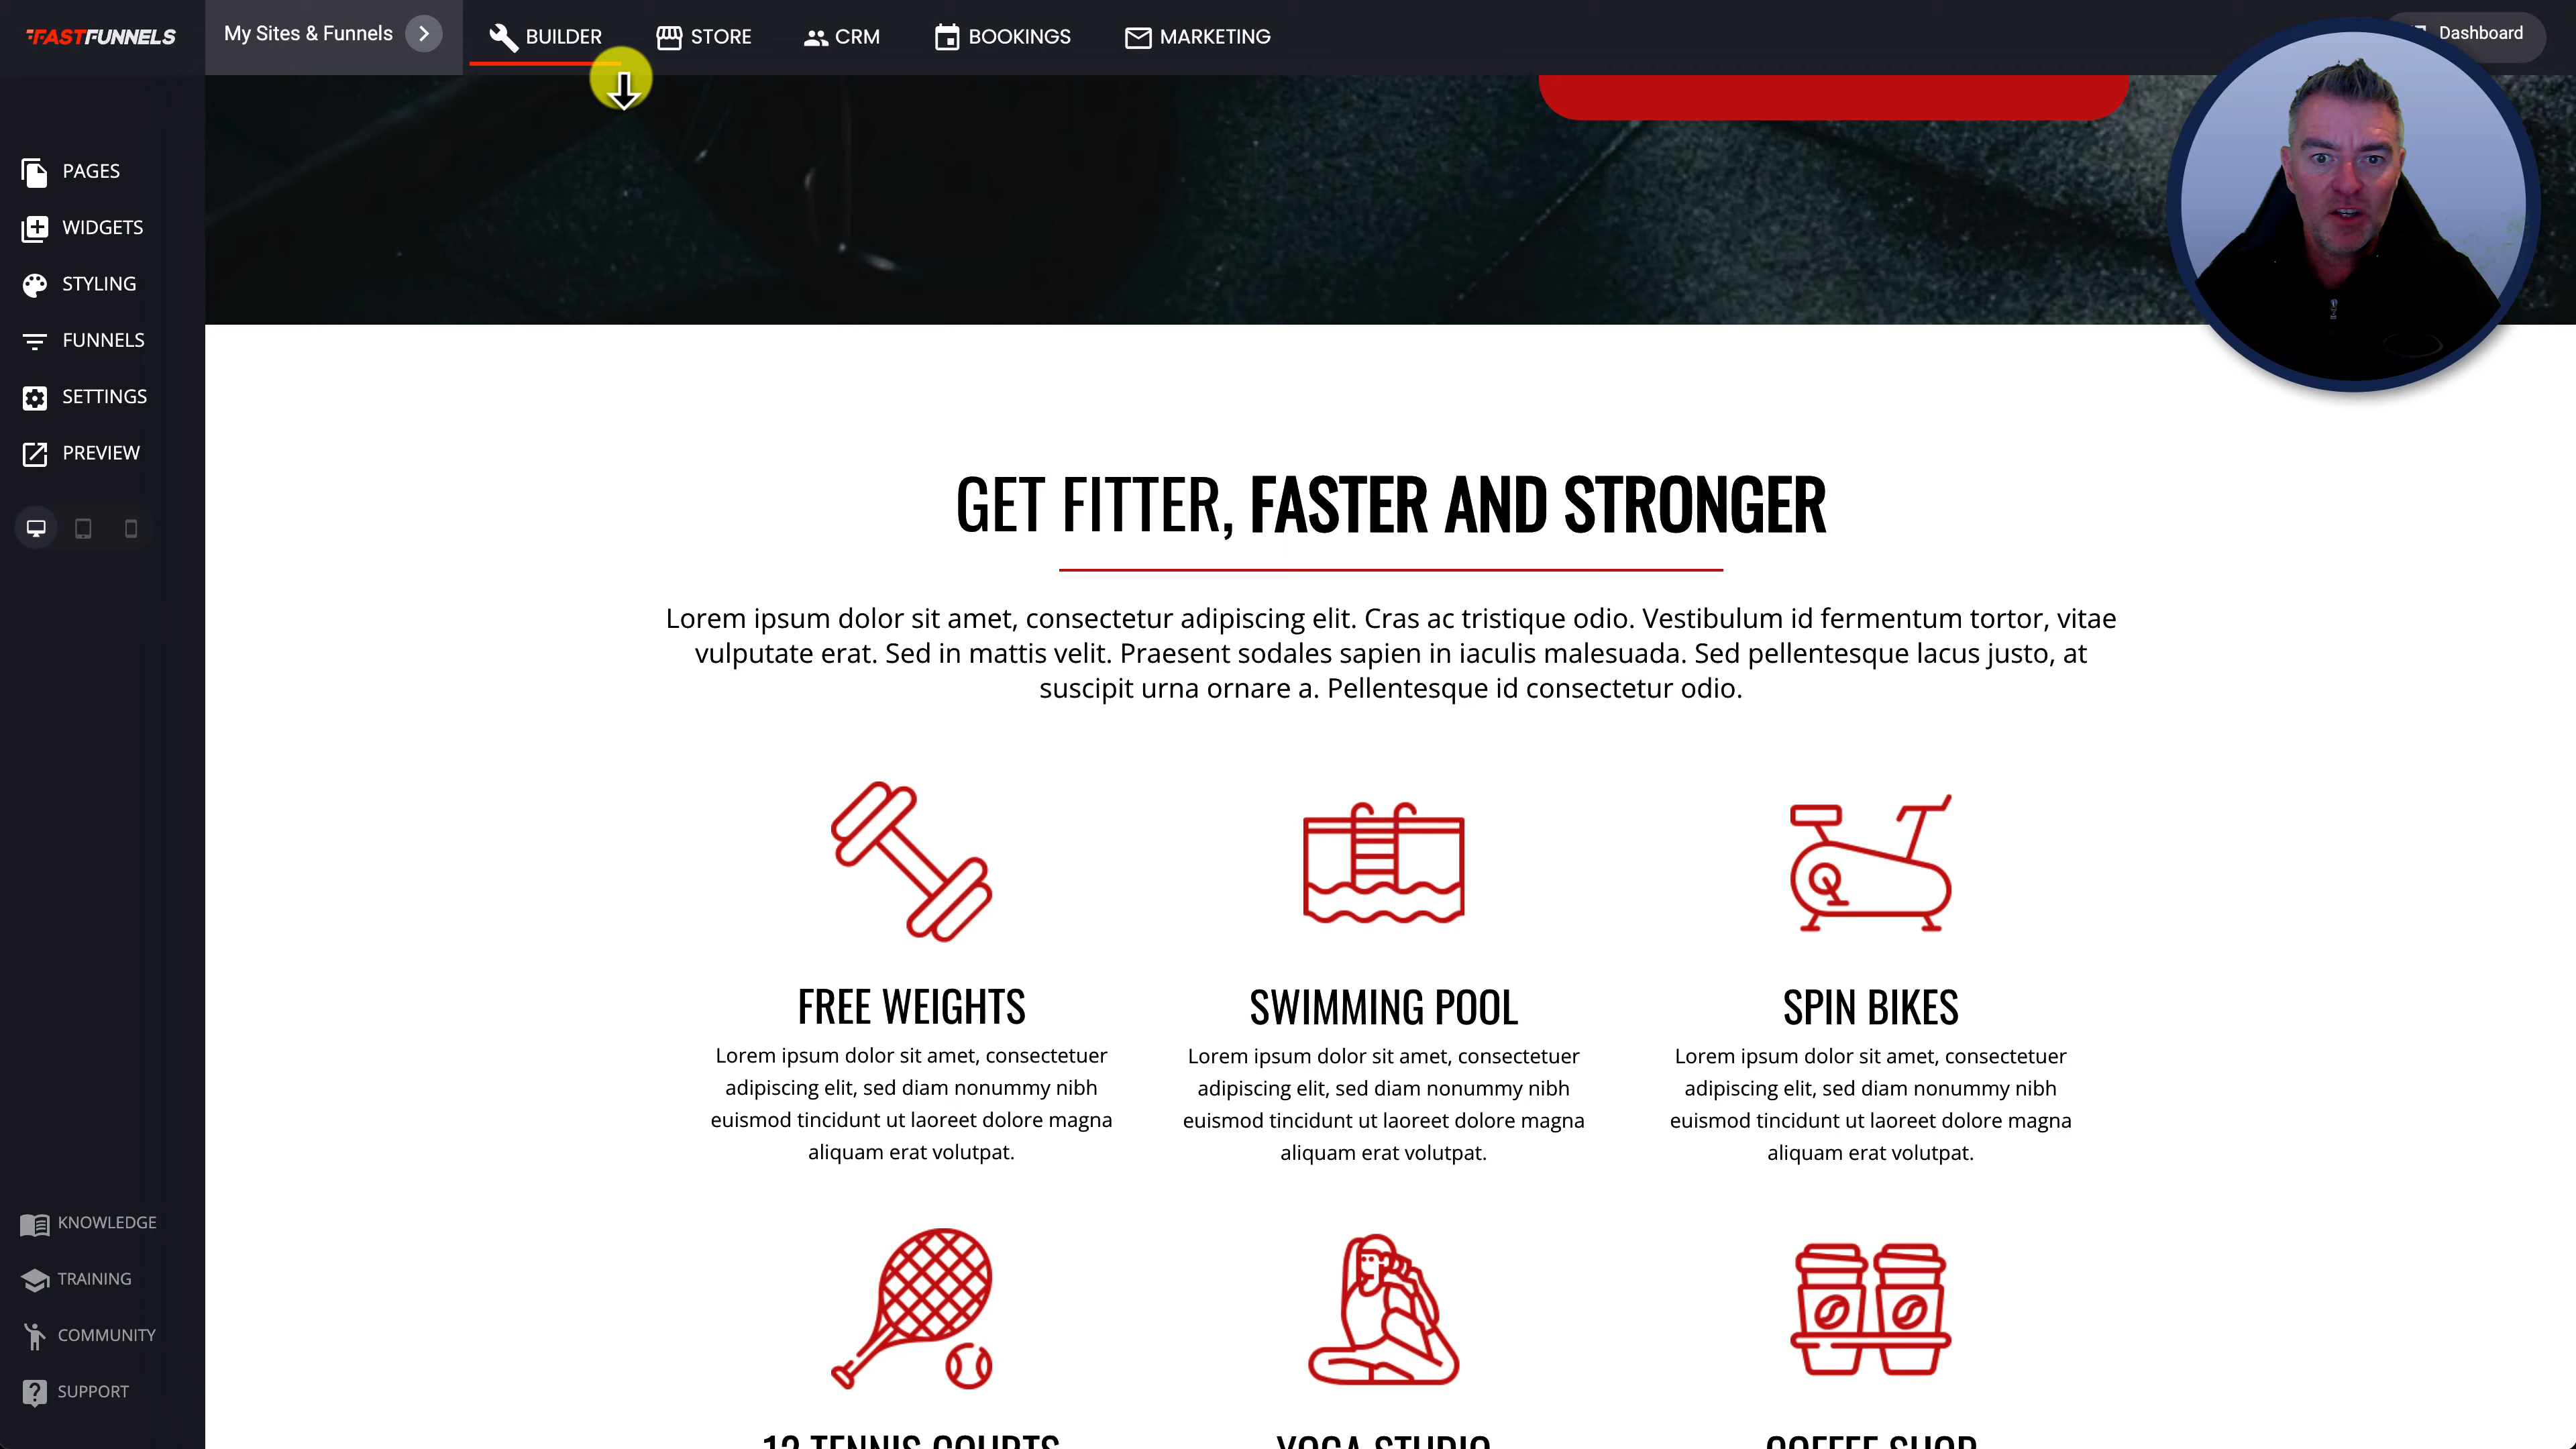 FASTFUNNELS
My Sites & Funnels
BUILDER
STORE
CRM
BOOKINGS
MARKETING
Dashboard
PAGES
WIDGETS
STYLING
FUNNELS
SETTINGS
PREVIEW
KNOWLEDGE
TRAINING
COMMUNITY
SUPPORT
GET FITTER, FASTER AND STRONGER
Lorem ipsum dolor sit amet, consectetur adipiscing elit. Cras ac tristique odio. Vestibulum id fermentum tortor, vitae
vulputate erat. Sed in mattis velit. Praesent sodales sapien in iaculis malesuada. Sed pellentesque lacus justo, at
suscipit urna ornare a. Pellentesque id consectetur odio.
FREE WEIGHTS
Lorem ipsum dolor sit amet, consectetuer
adipiscing elit, sed diam nonummy nibh
euismod tincidunt ut laoreet dolore magna
aliquam erat volutpat.
SWIMMING POOL
Lorem ipsum dolor sit amet, consectetuer
adipiscing elit, sed diam nonummy nibh
euismod tincidunt ut laoreet dolore magna
aliquam erat volutpat.
SPIN BIKES
Lorem ipsum dolor sit amet, consectetuer
adipiscing elit, sed diam nonummy nibh
euismod tincidunt ut laoreet dolore magna
aliquam erat volutpat.
12 TENNIS COURTS
YOGA STUDIO
COFFEE SHOP